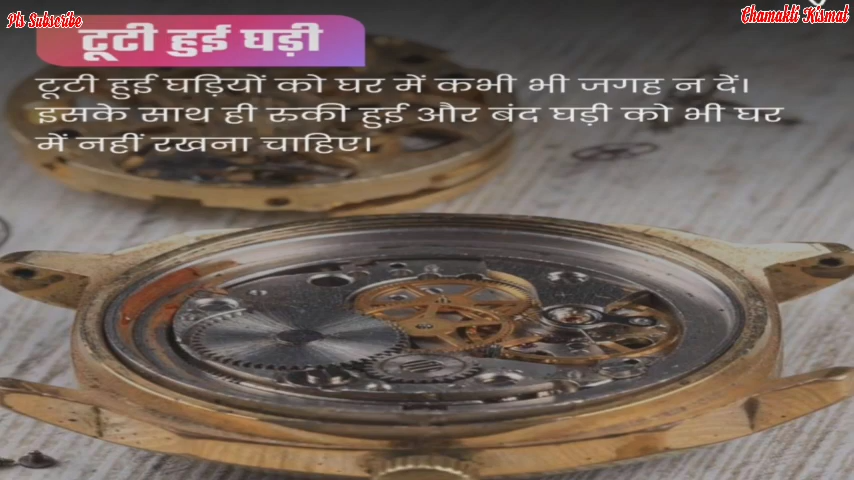 Pls Subscribe
Chamakti Kismat
टूटी हुई घड़ी
टूटी हुई घड़ियों को घर में कभी भी जगह न दें।
इसके साथ ही रुकी हुई और बंद घड़ी को भी घर
में नहीं रखना चाहिए।